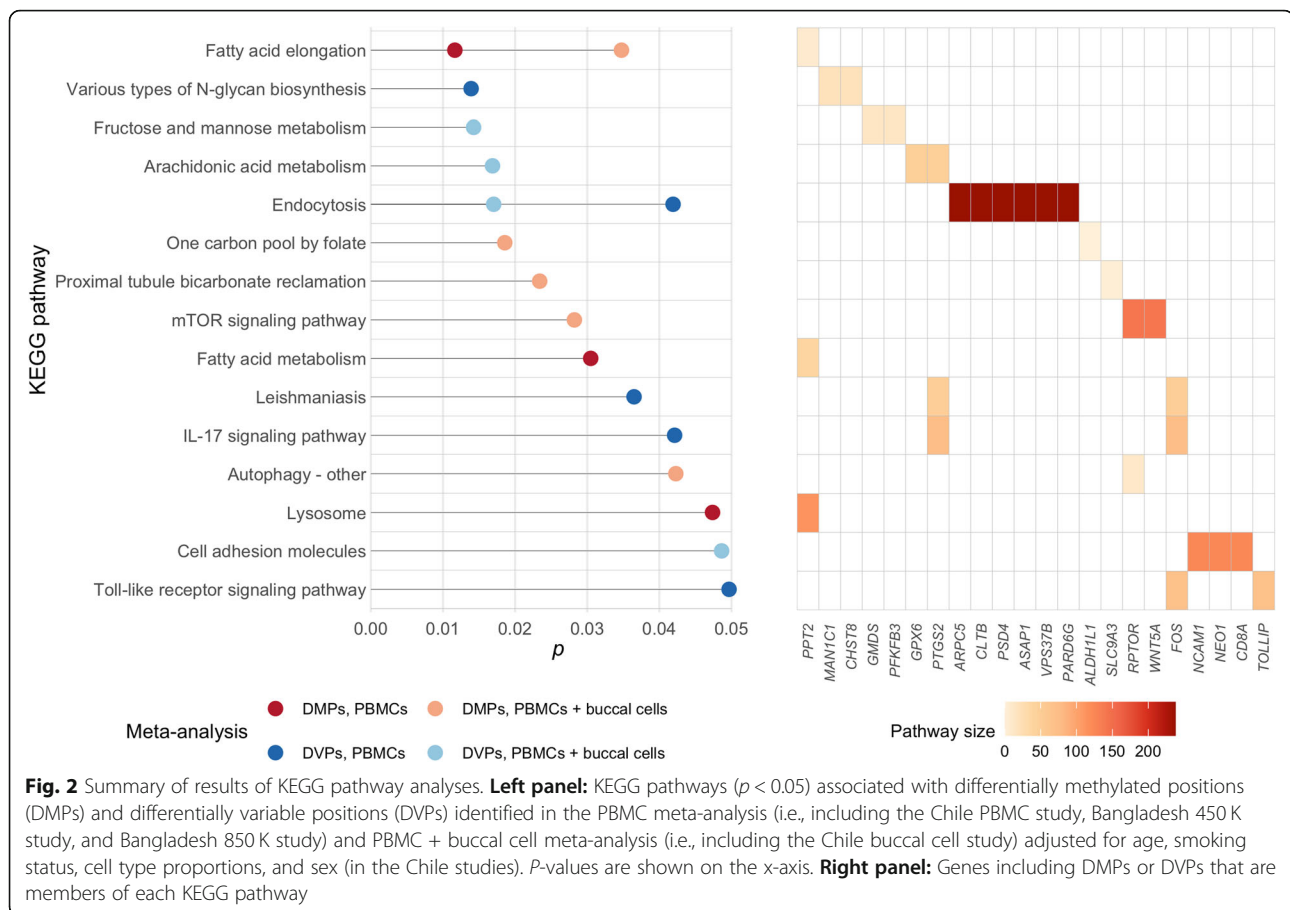 KEGG pathway
Fatty acid elongation
Various types of N-glycan biosynthesis
Fructose and mannose metabolism
Arachidonic acid metabolism
Endocytosis
One carbon pool by folate
Proximal tubule bicarbonate reclamation
mTOR signaling pathway
Fatty acid metabolism
Leishmaniasis
IL-17 signaling pathway
Autophagy - other
Lysosome
Cell adhesion molecules
Toll-like receptor signaling pathway
0.00 0.01 0.02 0.03 0.04 0.05
p
PPT2
MAN1C1
CHST8
GMDS
PFKFB3
GPX6
PTGS2
ARPC5
CLTB
PSD4
ASAP1
VPS37B
PARD6G
ALDH1L1
SLC9A3
RPTOR
WNT5A
FOS
NCAM1
NEO1
CD8A
TOLLIP
Meta-analysis
DMPs, PBMCs
DMPs, PBMCs + buccal cells
DVPs, PBMCs
DVPs, PBMCs + buccal cells
Pathway size
0 50 100 150 200
Fig. 2 Summary of results of KEGG pathway analyses. Left panel: KEGG pathways (p < 0.05) associated with differentially methylated positions
(DMPs) and differentially variable positions (DVPs) identified in the PBMC meta-analysis (i.e., including the Chile PBMC study, Bangladesh 450 K
study, and Bangladesh 850 K study) and PBMC + buccal cell meta-analysis (i.e., including the Chile buccal cell study) adjusted for age, smoking
status, cell type proportions, and sex (in the Chile studies). P-values are shown on the x-axis. Right panel: Genes including DMPs or DVPs that are
members of each KEGG pathway